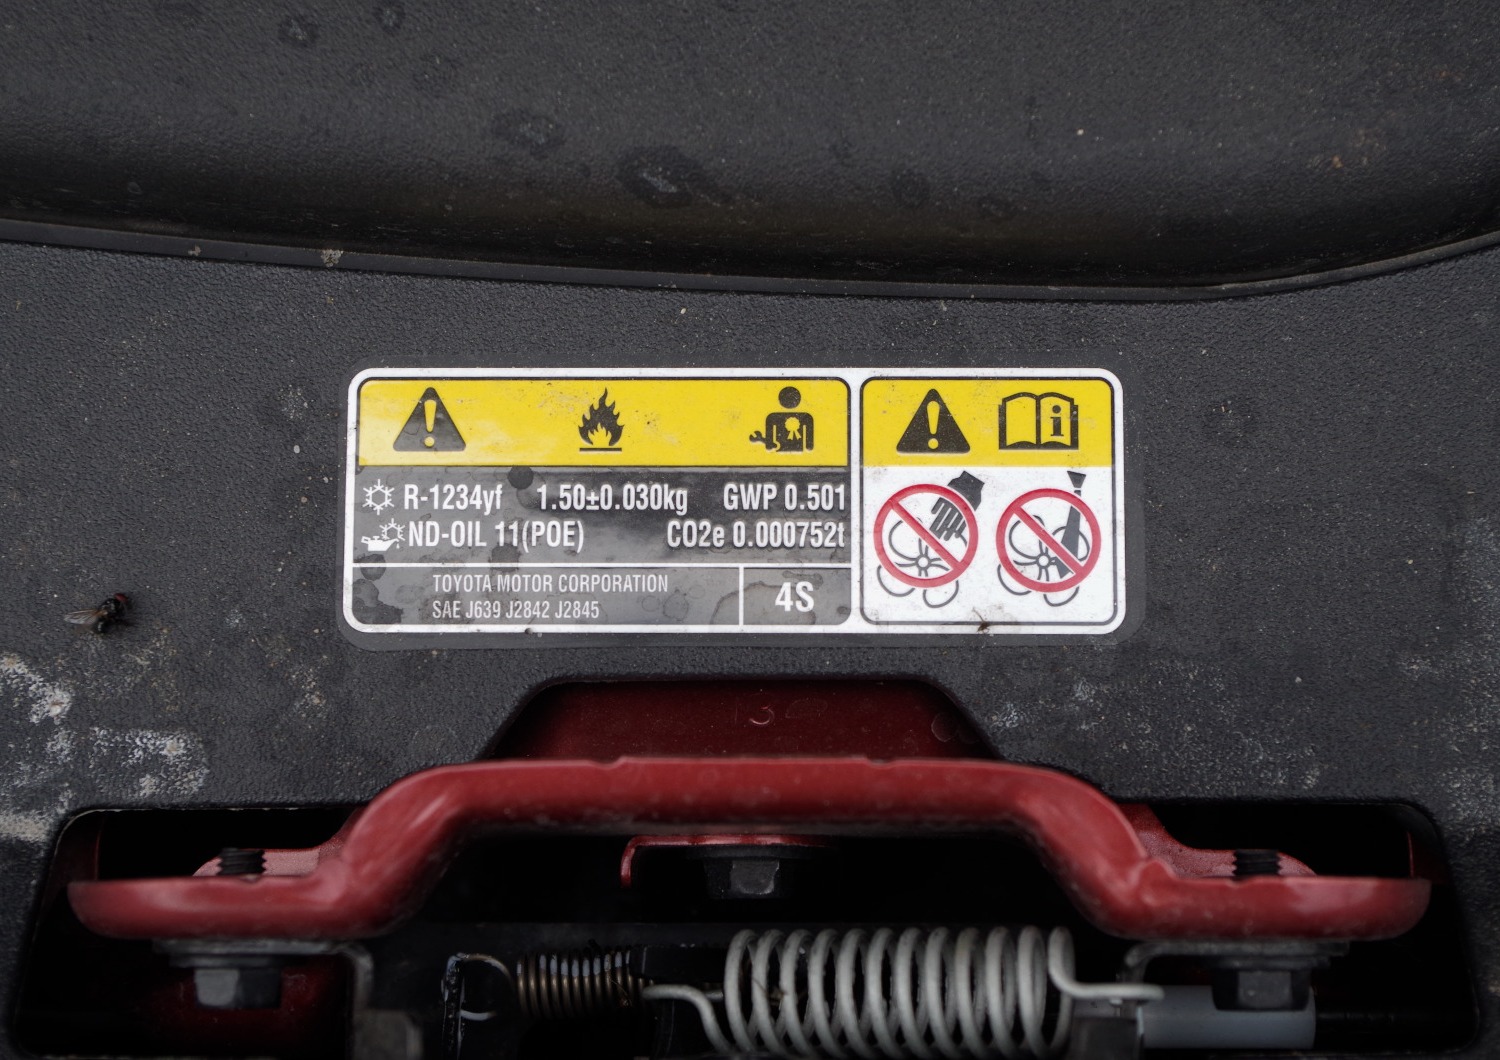 R-1234yf 1.50±0.030kg GWP 0.501
ND-OIL 11(POE) CO2e 0.000752t
TOYOTA MOTOR CORPORATION
SAE J639 J2842 J2845
4S